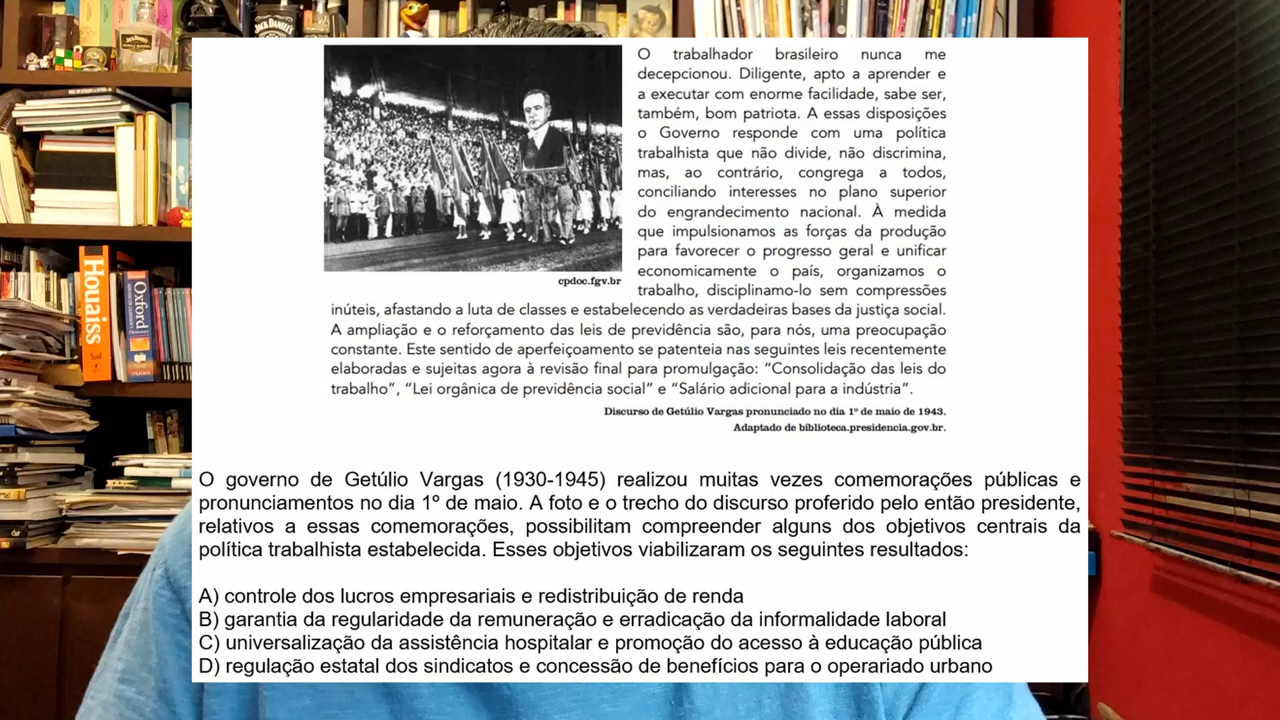 JACK DANIEL'S
O trabalhador brasileiro nunca me
decepcionou. Diligente, apto a aprender e
a executar com enorme facilidade, sabe ser,
também, bom patriota. A essas disposições
o Governo responde com uma política
trabalhista que não divide, não discrimina,
mas, ao contrário, congrega a todos,
conciliando interesses no plano superior
do engrandecimento nacional. À medida
que impulsionamos as forças da produção
para favorecer o progresso geral e unificar
economicamente o país, organizamos o
trabalho, disciplinamo-lo sem compressões
cpdoc.fgv.br
inúteis, afastando a luta de classes e estabelecendo as verdadeiras bases da justiça social.
A ampliação e o reforçamento das leis de previdência são, para nós, uma preocupação
constante. Este sentido de aperfeiçoamento se patenteia nas seguintes leis recentemente
elaboradas e sujeitas agora à revisão final para promulgação: “Consolidação das leis do
trabalho”, “Lei orgânica de previdência social” e “Salário adicional para a indústria”.
Discurso de Getúlio Vargas pronunciado no dia 1º de maio de 1943.
Adaptado de biblioteca.presidencia.gov.br.
Houaiss
Oxford
O governo de Getúlio Vargas (1930-1945) realizou muitas vezes comemorações públicas e
pronunciamentos no dia 1º de maio. A foto e o trecho do discurso proferido pelo então presidente,
relativos a essas comemorações, possibilitam compreender alguns dos objetivos centrais da
política trabalhista estabelecida. Esses objetivos viabilizaram os seguintes resultados:
A) controle dos lucros empresariais e redistribuição de renda
B) garantia da regularidade da remuneração e erradicação da informalidade laboral
C) universalização da assistência hospitalar e promoção do acesso à educação pública
D) regulação estatal dos sindicatos e concessão de benefícios para o operariado urbano